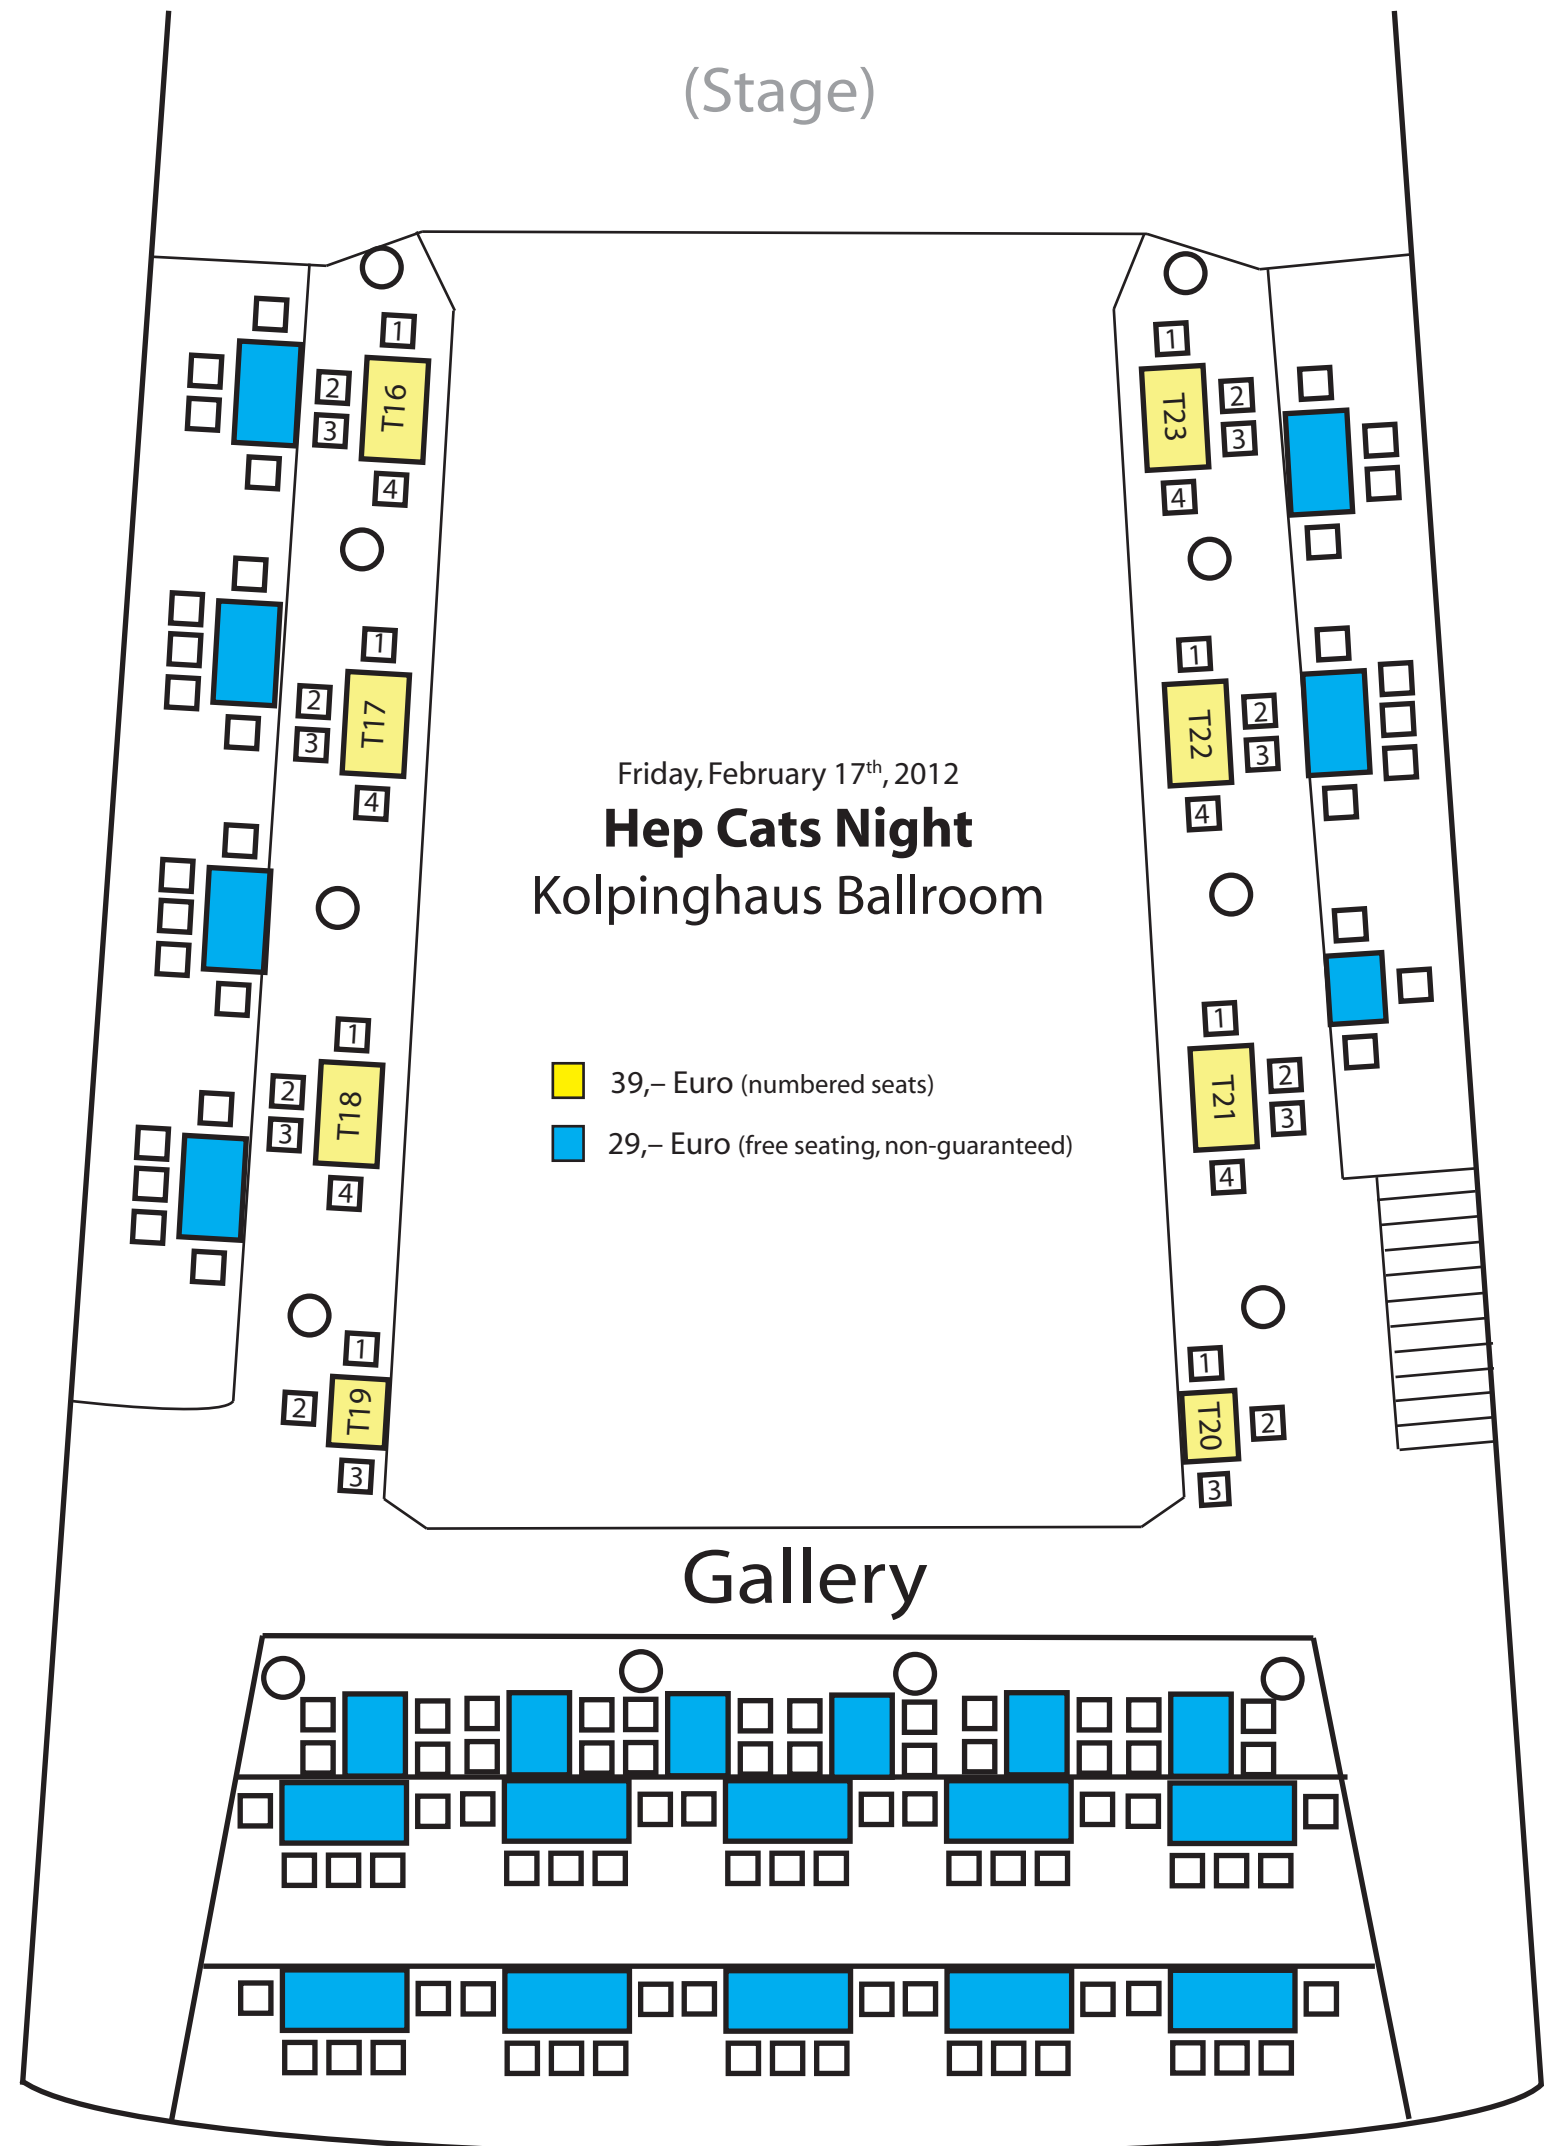 (Stage)
1
2
T16
3
4
1
T23
2
3
4
1
2
T17
3
4
1
T22
2
3
4
Friday, February 17th, 2012
Hep Cats Night
Kolpinghaus Ballroom
39,– Euro (numbered seats)
29,– Euro (free seating, non-guaranteed)
1
2
T18
3
4
1
T21
2
3
4
1
2
T19
3
1
T20
2
3
Gallery